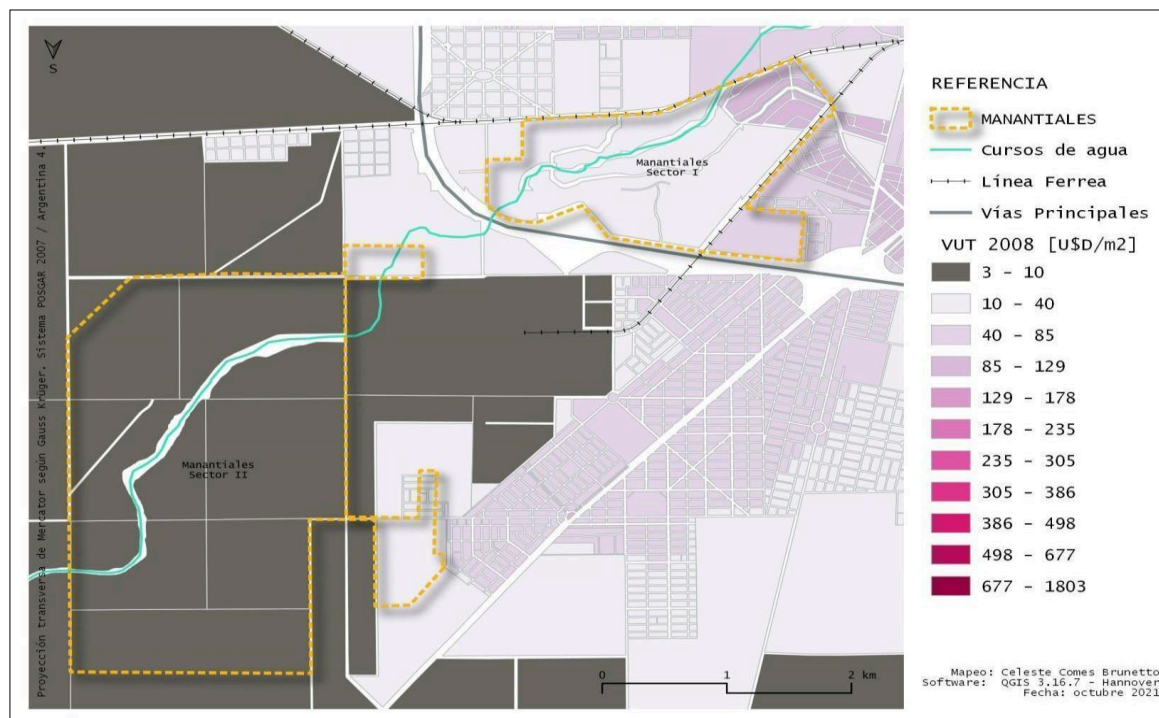 S
Manantiales
Sector I
Manantiales
Sector II
Proyección transversa de Mercator según Gauss Krüger. Sistema POSGAR 2007 / Argentina 4.
0 1 2 km
REFERENCIA
MANANTIALES
Cursos de agua
Línea Ferrea
Vías Principales
VUT 2008 [U$D/m2]
3 - 10
10 - 40
40 - 85
85 - 129
129 - 178
178 - 235
235 - 305
305 - 386
386 - 498
498 - 677
677 - 1803
Mapeo: Celeste Comes Brunetto
Software: QGIS 3.16.7 - Hannover
Fecha: octubre 2021